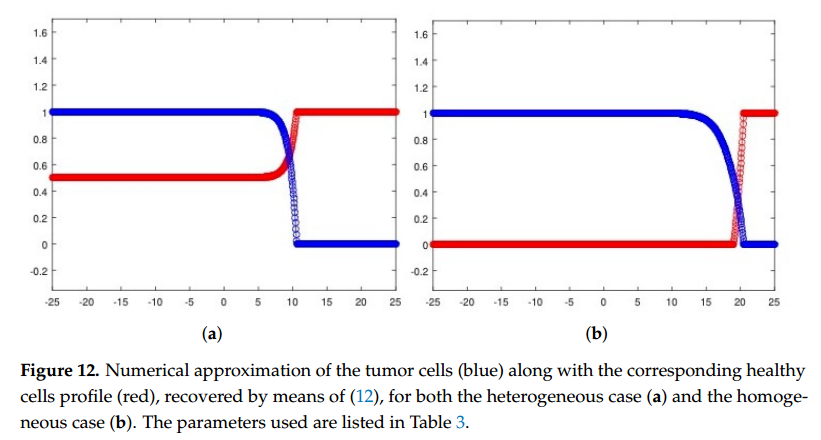 1.6
1.4
1.2
1
0.8
0.6
0.4
0.2
0
-0.2
-25 -20 -15 -10 -5 0 5 10 15 20 25
(a)
1.6
1.4
1.2
1
0.8
0.6
0.4
0.2
0
-0.2
-25 -20 -15 -10 -5 0 5 10 15 20 25
(b)
Figure 12. Numerical approximation of the tumor cells (blue) along with the corresponding healthy
cells profile (red), recovered by means of (12), for both the heterogeneous case (a) and the homoge-
neous case (b). The parameters used are listed in Table 3.